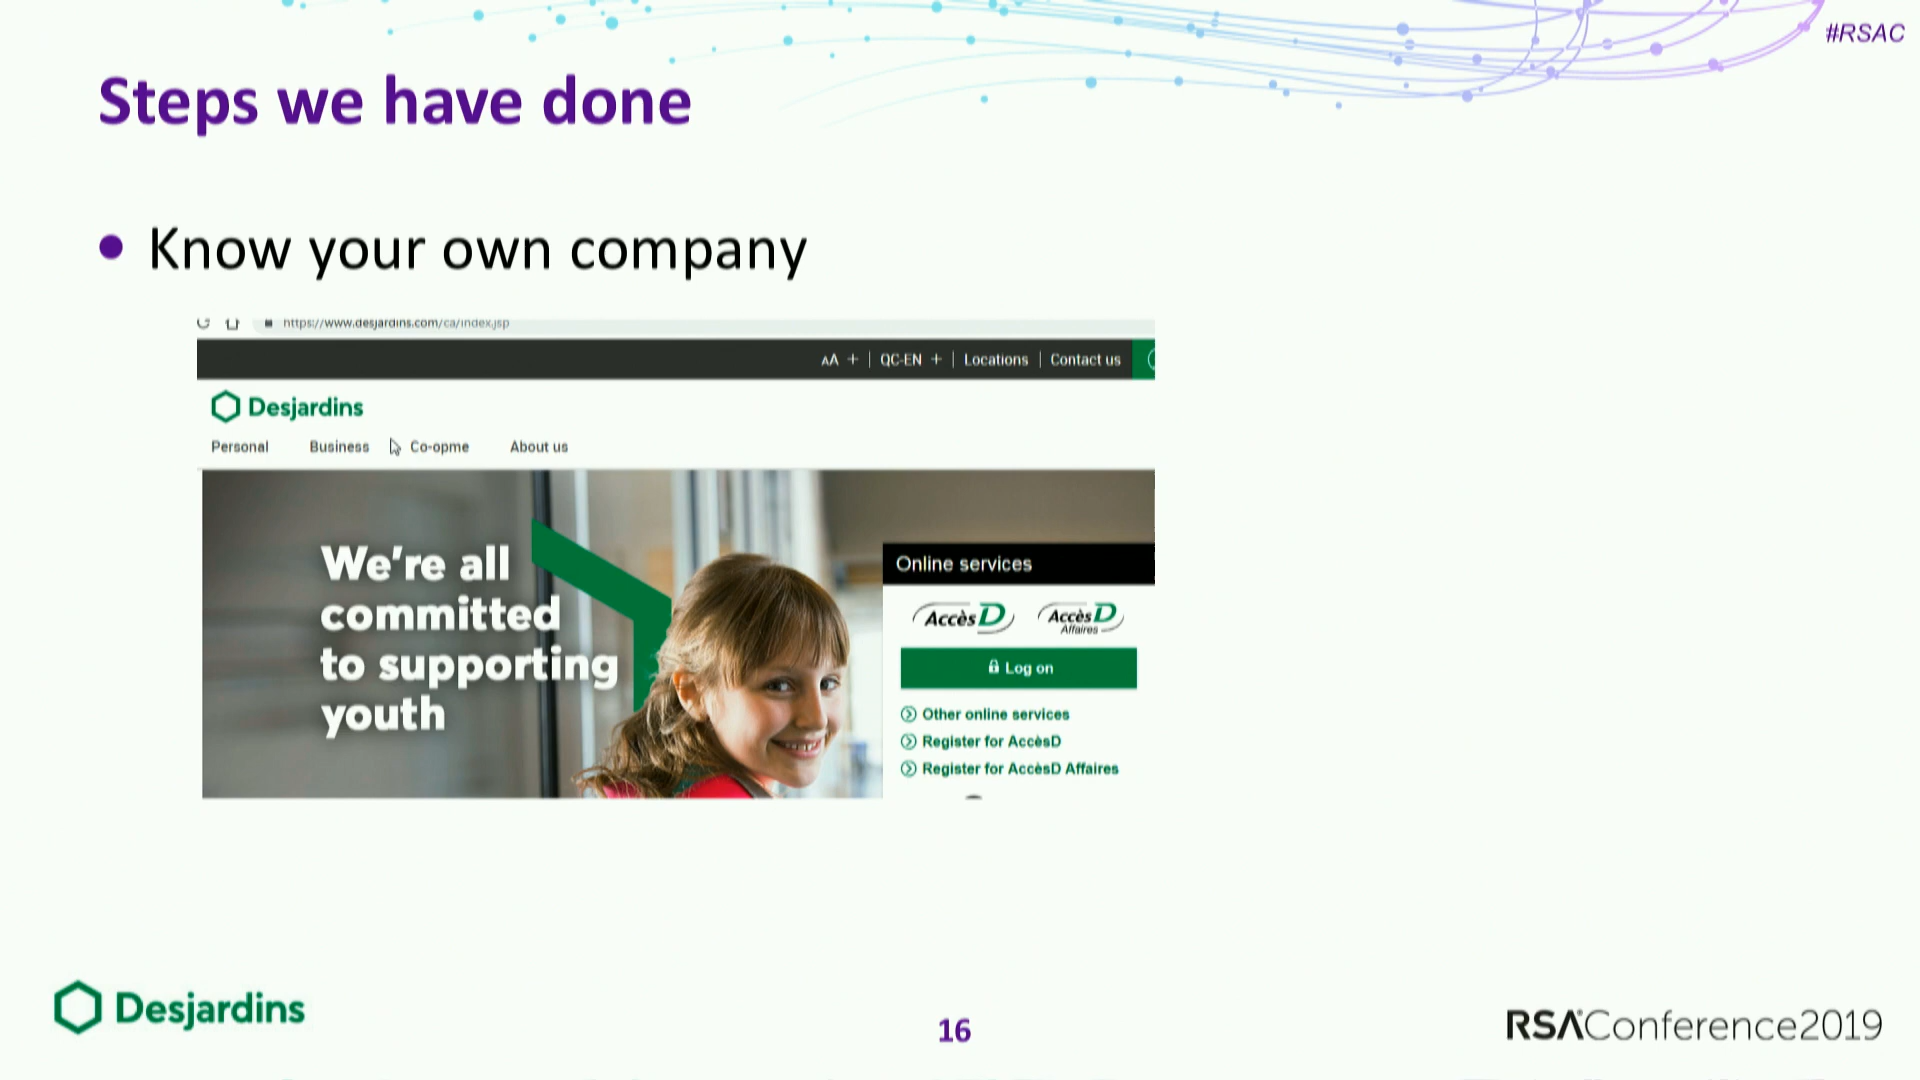 #RSAC
Steps we have done
• Know your own company
https://www.desjardins.com/ca/index.jsp
AA + | QC-EN + | Locations | Contact us
Desjardins
Personal Business Co-opme About us
We're all
committed
to supporting
youth
Online services
AccèsD AccèsD Affaires
Log on
Other online services
Register for AccèsD
Register for AccèsD Affaires
Desjardins
16
RSAConference2019